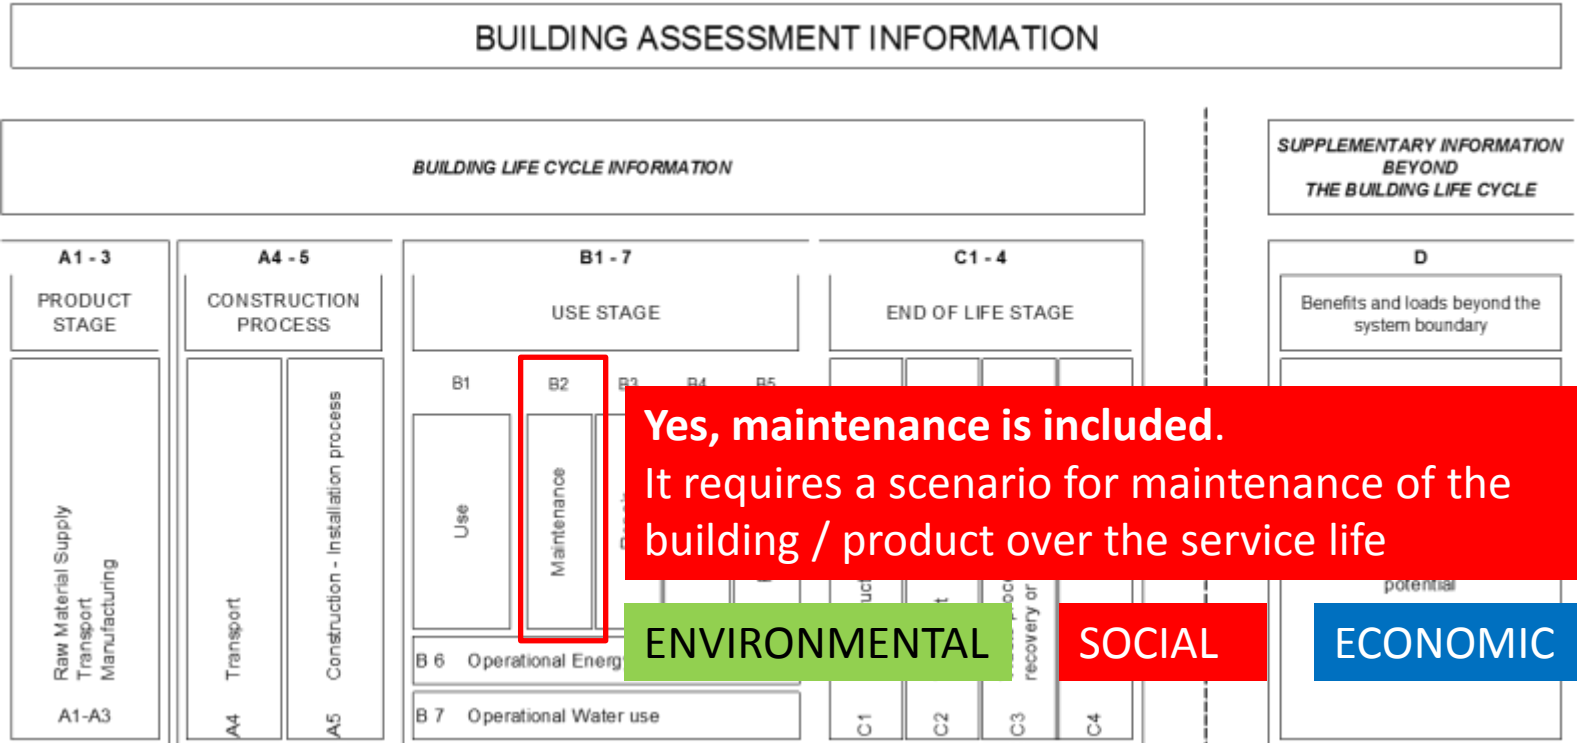 BUILDING ASSESSMENT INFORMATION
BUILDING LIFE CYCLE INFORMATION
SUPPLEMENTARY INFORMATION
BEYOND
THE BUILDING LIFE CYCLE
A1 - 3
A4 - 5
B1 - 7
C1 - 4
D
PRODUCT
STAGE
CONSTRUCTION
PROCESS
USE STAGE
END OF LIFE STAGE
Benefits and loads beyond the
system boundary
B1
B2
B3
B4
B5
Yes, maintenance is included.
It requires a scenario for maintenance of the
building / product over the service life
Raw Material Supply
Transport
Manufacturing
A1-A3
Transport
A4
Construction - Installation process
A5
Use
Maintenance
recovery or
potential
ENVIRONMENTAL
SOCIAL
ECONOMIC
B 6 Operational
B 7 Operational Water use
C1
C2
C3
C4